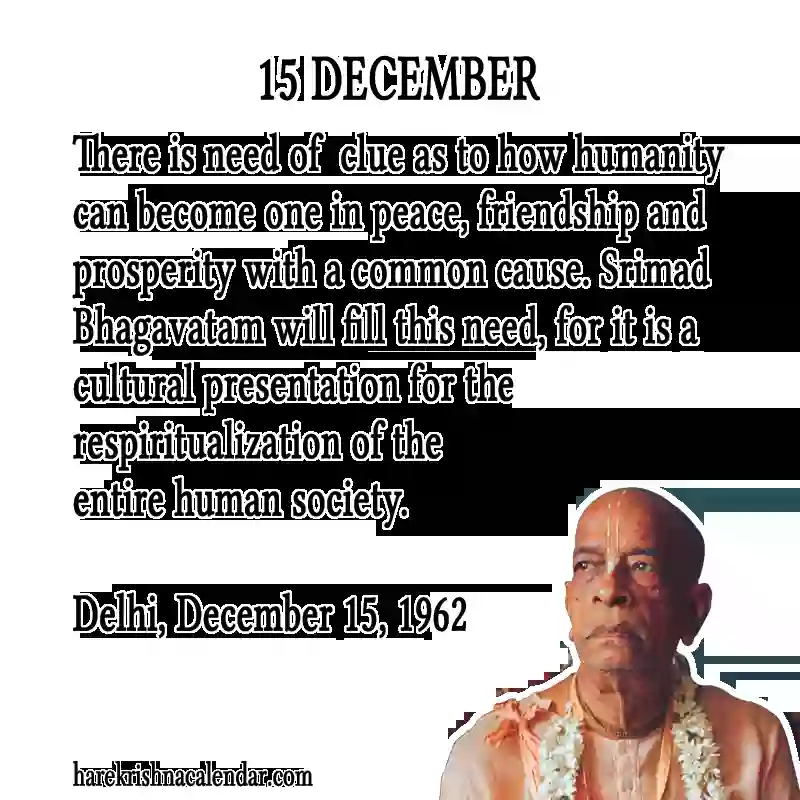 15 DECEMBER
There is need of clue as to how humanity
can become one in peace, friendship and
prosperity with a common cause. Srimad
Bhagavatam will fill this need, for it is a
cultural presentation for the
respiritualization of the
entire human society.
Delhi, December 15, 1962
harekrishnacalendar.com